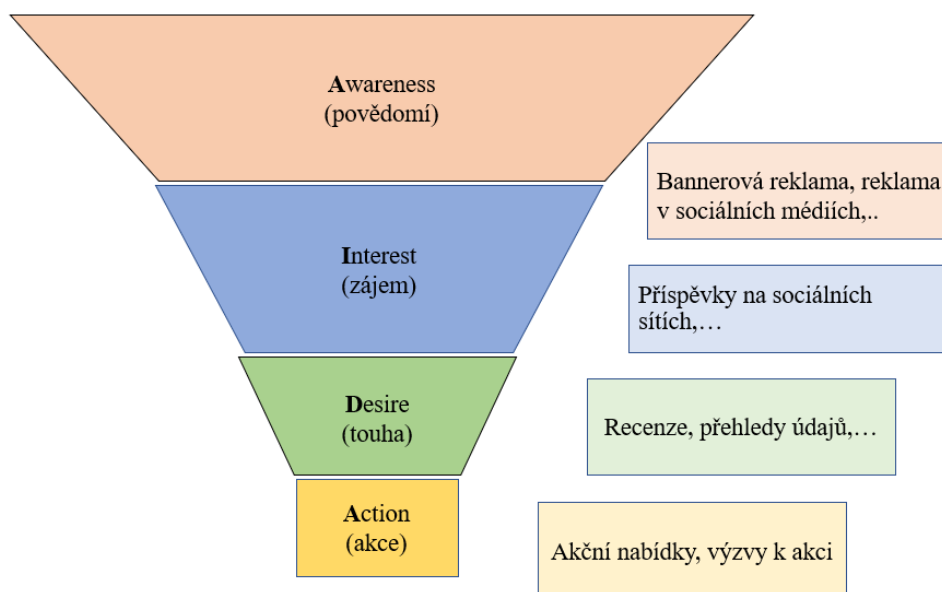 Awareness
(povědomí)
Bannerová reklama, reklama
v sociálních médiích,..
Interest
(zájem)
Příspěvky na sociálních
sítích,…
Desire
(touha)
Recenze, přehledy údajů,…
Action
(akce)
Akční nabídky, výzvy k akci